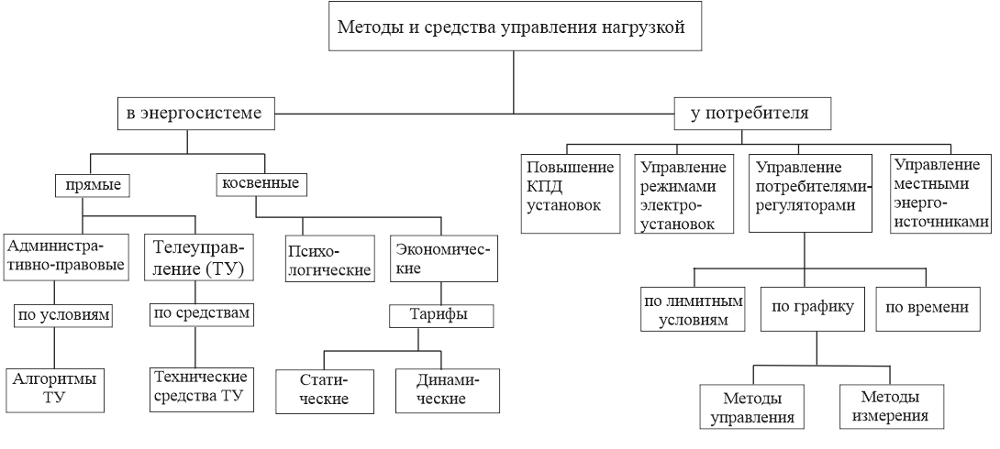 Методы и средства управления нагрузкой
в энергосистеме
у потребителя
прямые
косвенные
Повышение
КПД
установок
Управление
режимами
электро-
установок
Управление
потребителями-
регуляторами
Управление
местными
энерго-
источниками
Администра-
тивно-правовые
Телеуправ-
ление (ТУ)
Психо-
логические
Экономичес-
кие
по условиям
по средствам
Тарифы
по лимитным
условиям
по графику
по времени
Алгоритмы
ТУ
Технические
средства ТУ
Стати-
ческие
Динами-
ческие
Методы
управления
Методы
измерения